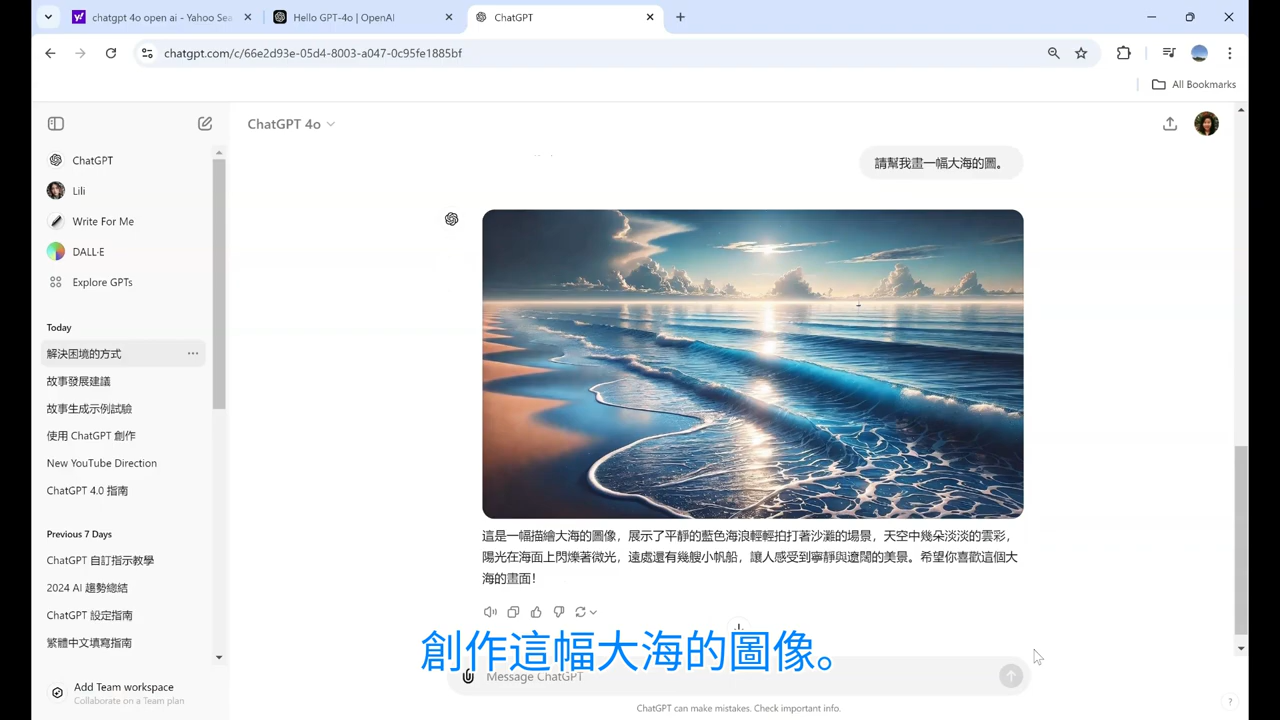 chatgpt 4o open ai - Yahoo Sea
Hello GPT-4o | OpenAI
ChatGPT
chatgpt.com/c/66e2d93e-05d4-8003-a047-0c95fe1885bf
All Bookmarks
ChatGPT 4o
ChatGPT
Lili
Write For Me
DALL·E
Explore GPTs
Today
解決困境的方式
故事發展建議
故事生成示例試驗
使用 ChatGPT 創作
New YouTube Direction
ChatGPT 4.0 指南
Previous 7 Days
ChatGPT 自訂指示教學
2024 AI 趨勢總結
ChatGPT 設定指南
繁體中文填寫指南
Add Team workspace
Collaborate on a Team plan
請幫我畫一幅大海的圖。
這是一幅描繪大海的圖像，展示了平靜的藍色海浪輕輕拍打著沙灘的場景，天空中幾朵淡淡的雲彩，
陽光在海面上閃爍著微光，遠處還有幾艘小帆船，讓人感受到寧靜與遼闊的美景。希望你喜歡這個大
海的畫面！
創作這幅大海的圖像。
Message ChatGPT
ChatGPT can make mistakes. Check important info.
?